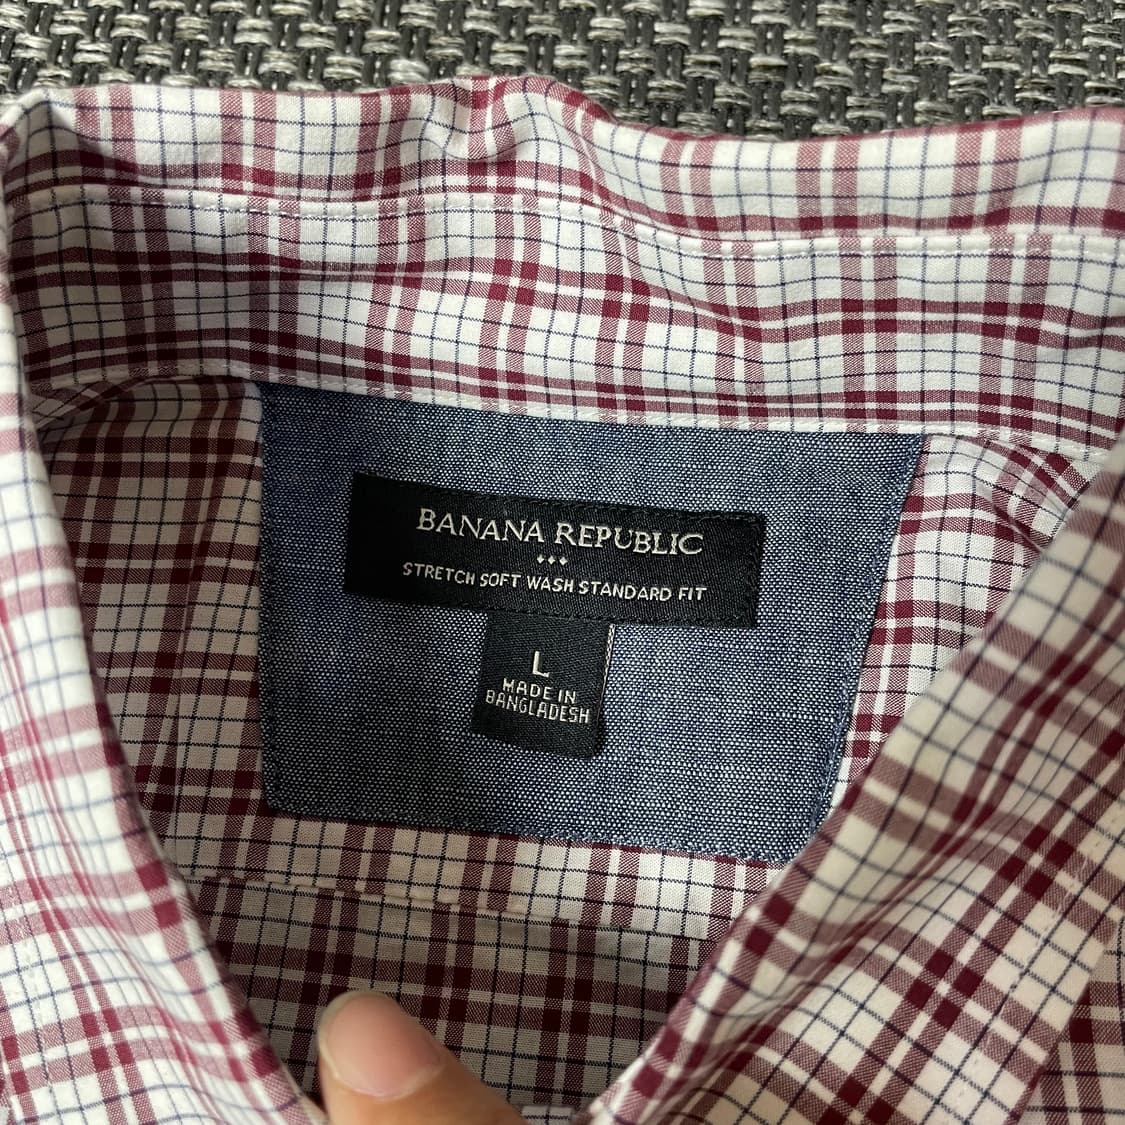 BANANA REPUBLIC
STRETCH SOFT WASH STANDARD FIT
L
MADE IN
BANGLADESH